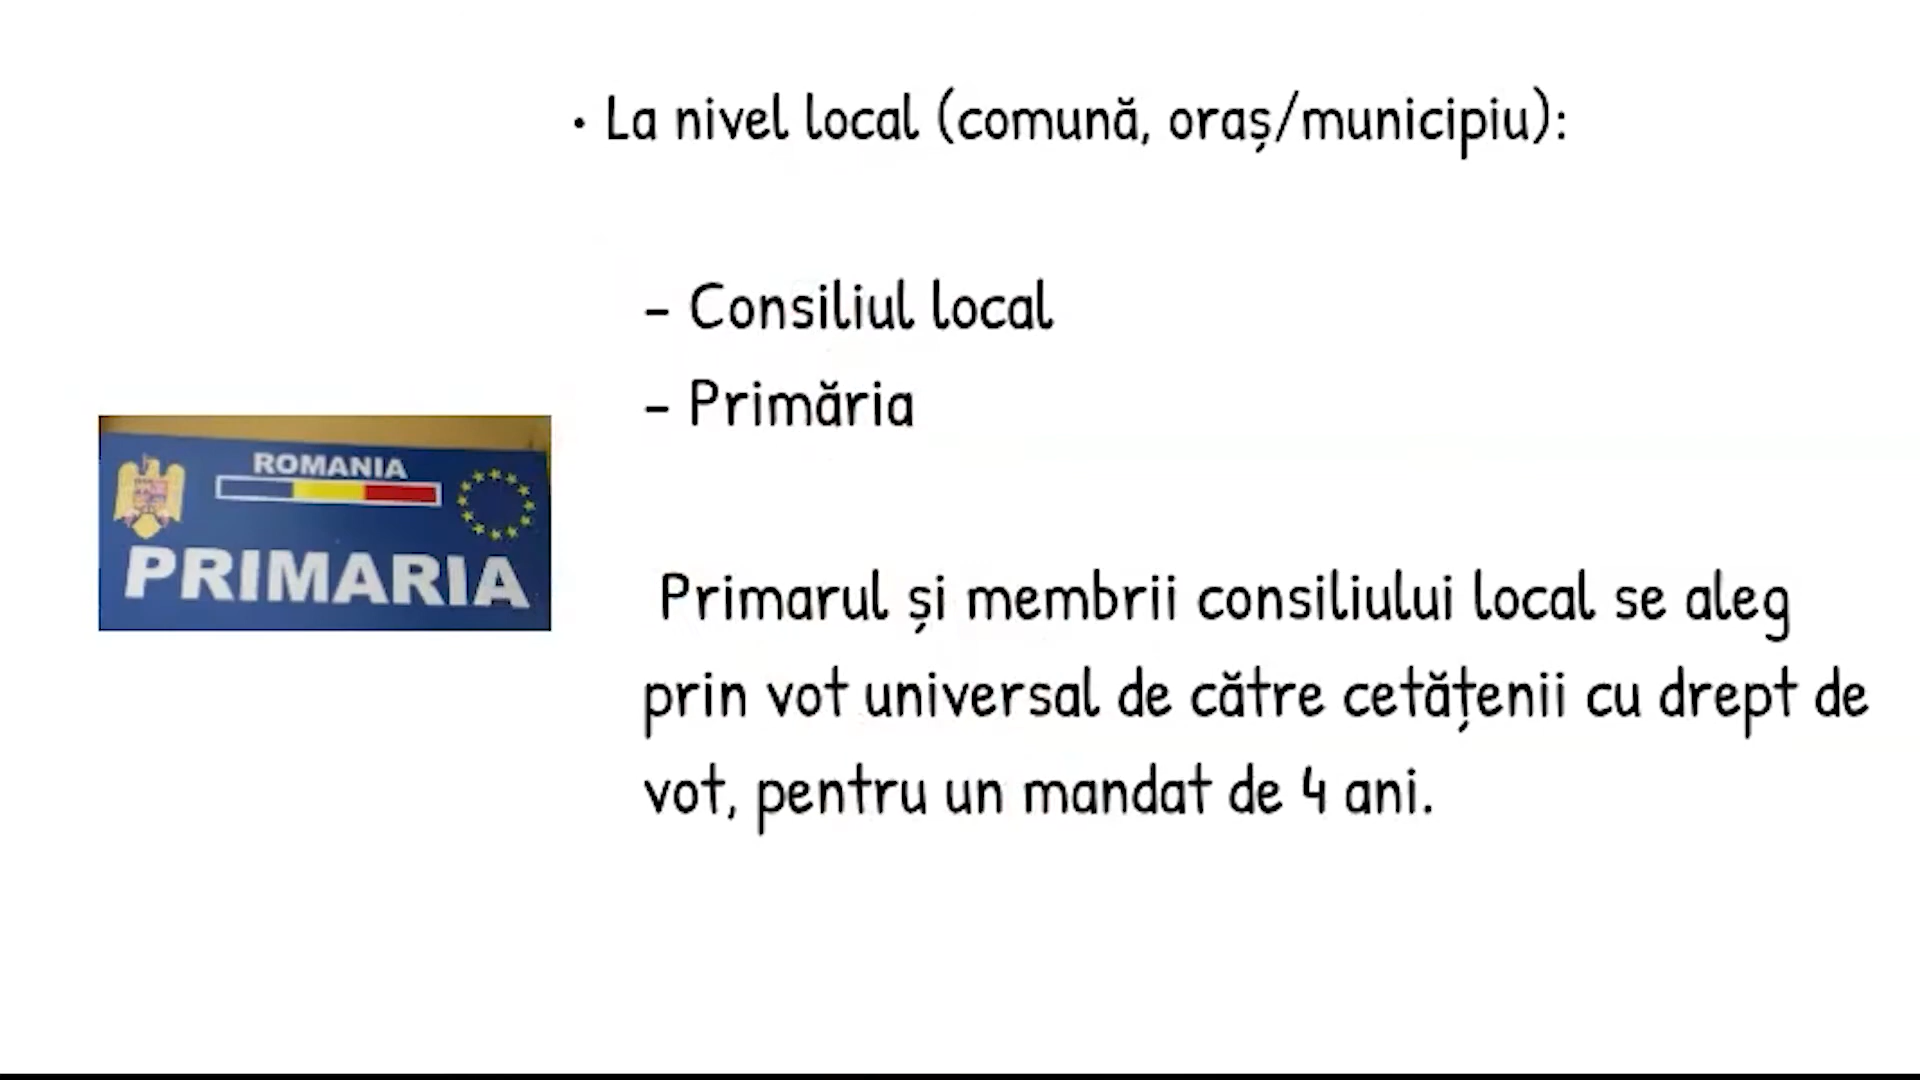 • La nivel local (comună, oraș/municipiu):
- Consiliul local
- Primăria
ROMANIA
PRIMARIA
Primarul și membrii consiliului local se aleg
prin vot universal de către cetățenii cu drept de
vot, pentru un mandat de 4 ani.